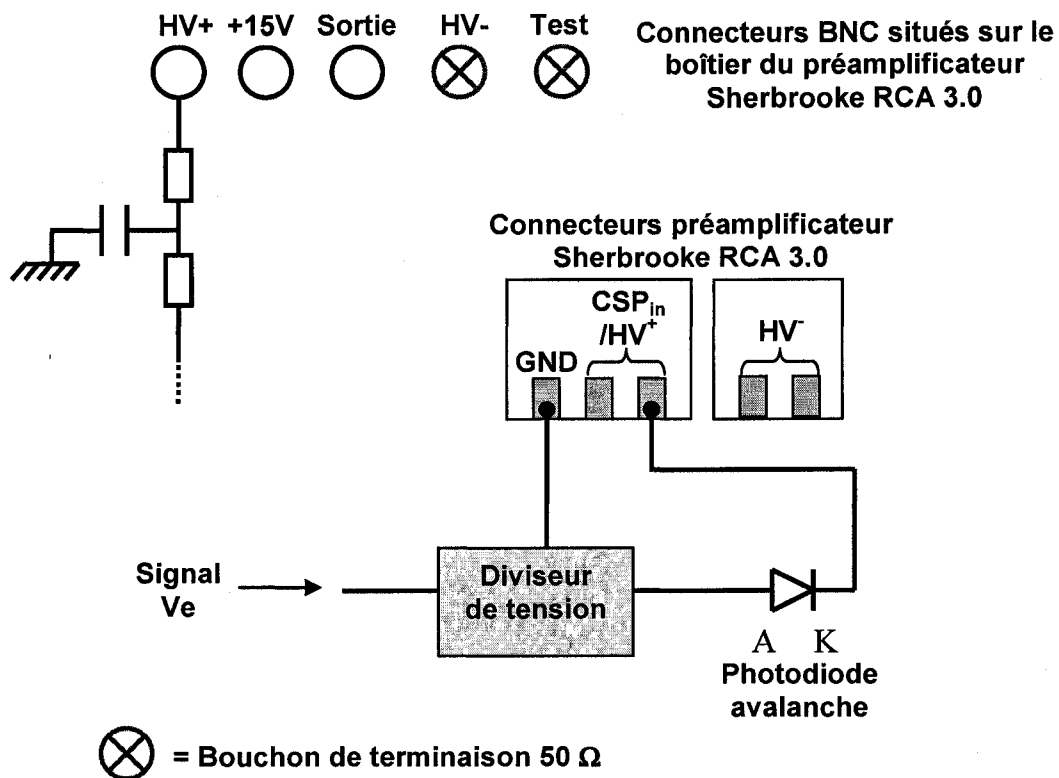 HV+ +15V Sortie HV- Test
Connecteurs BNC situés sur le
boîtier du préamplificateur
Sherbrooke RCA 3.0
Connecteurs préamplificateur
Sherbrooke RCA 3.0
CSPin
/HV+
HV-
GND
Signal
Ve
Diviseur
de tension
A K
Photodiode
avalanche
= Bouchon de terminaison 50 Ω